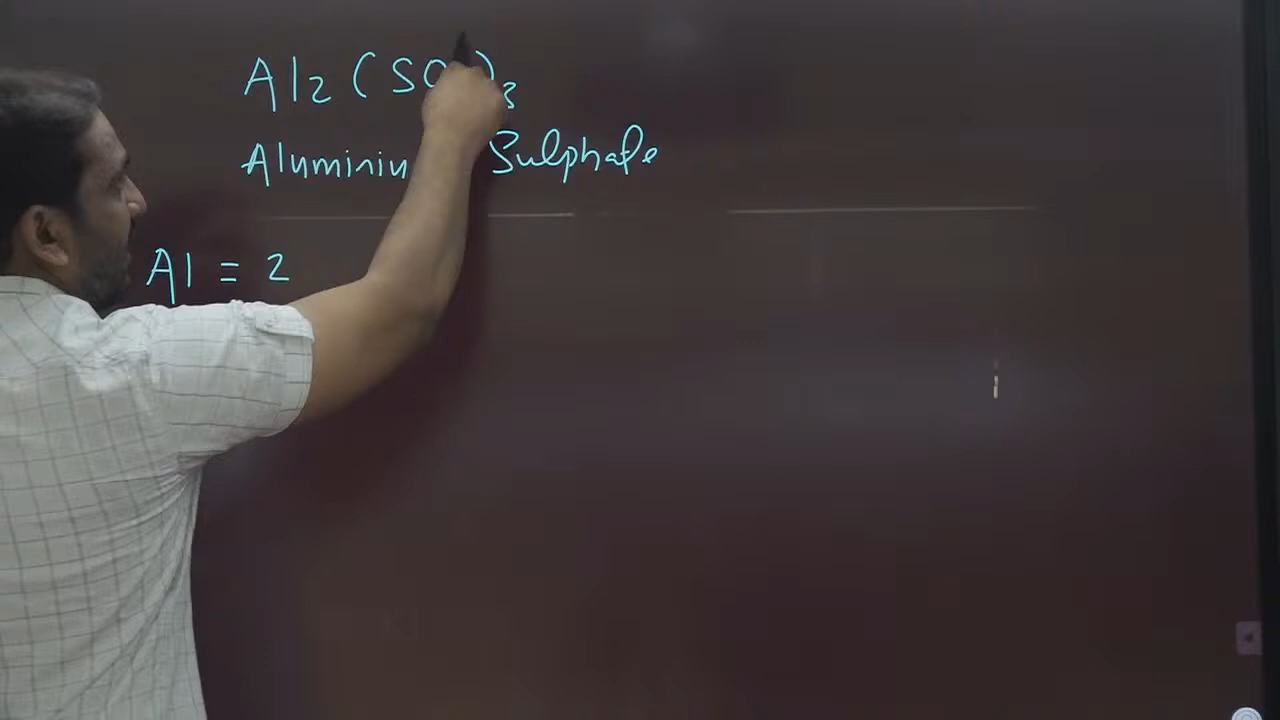 Al2(SO )3
Aluminiu Sulphate
Al = 2